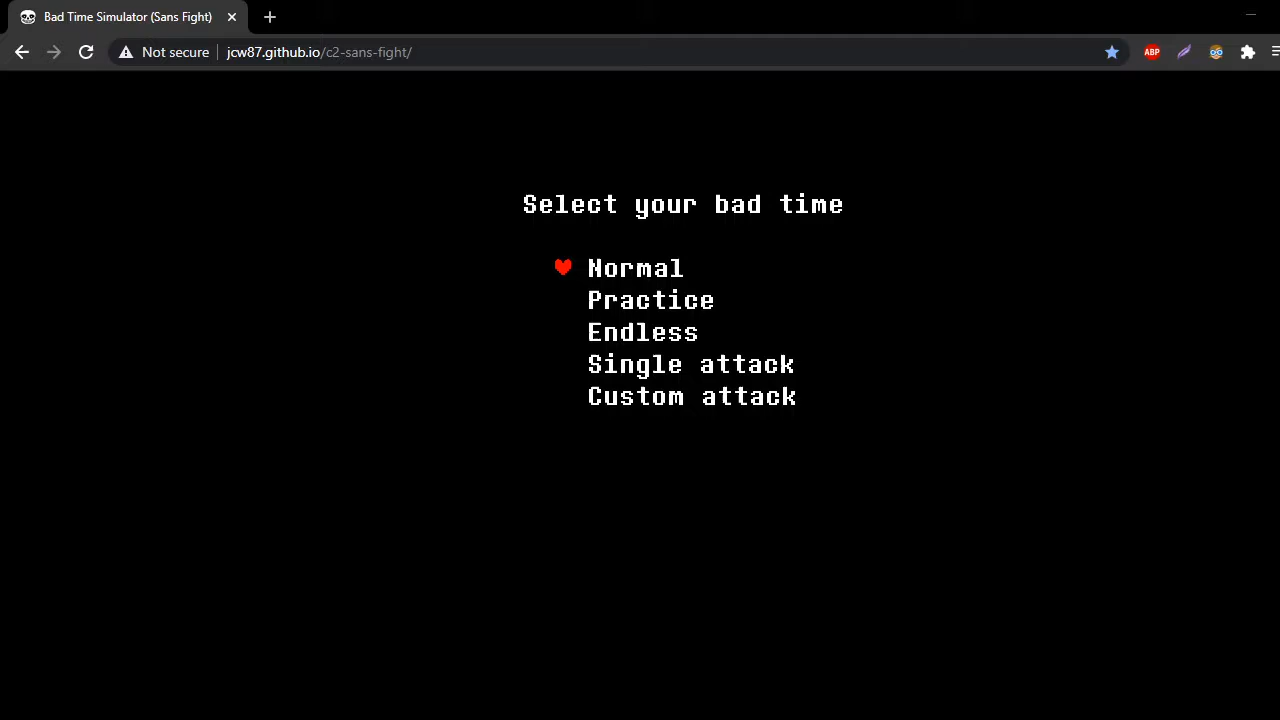 Bad Time Simulator (Sans Fight)
Not secure jcw87.github.io/c2-sans-fight/
ABP
Select your bad time
Normal
Practice
Endless
Single attack
Custom attack